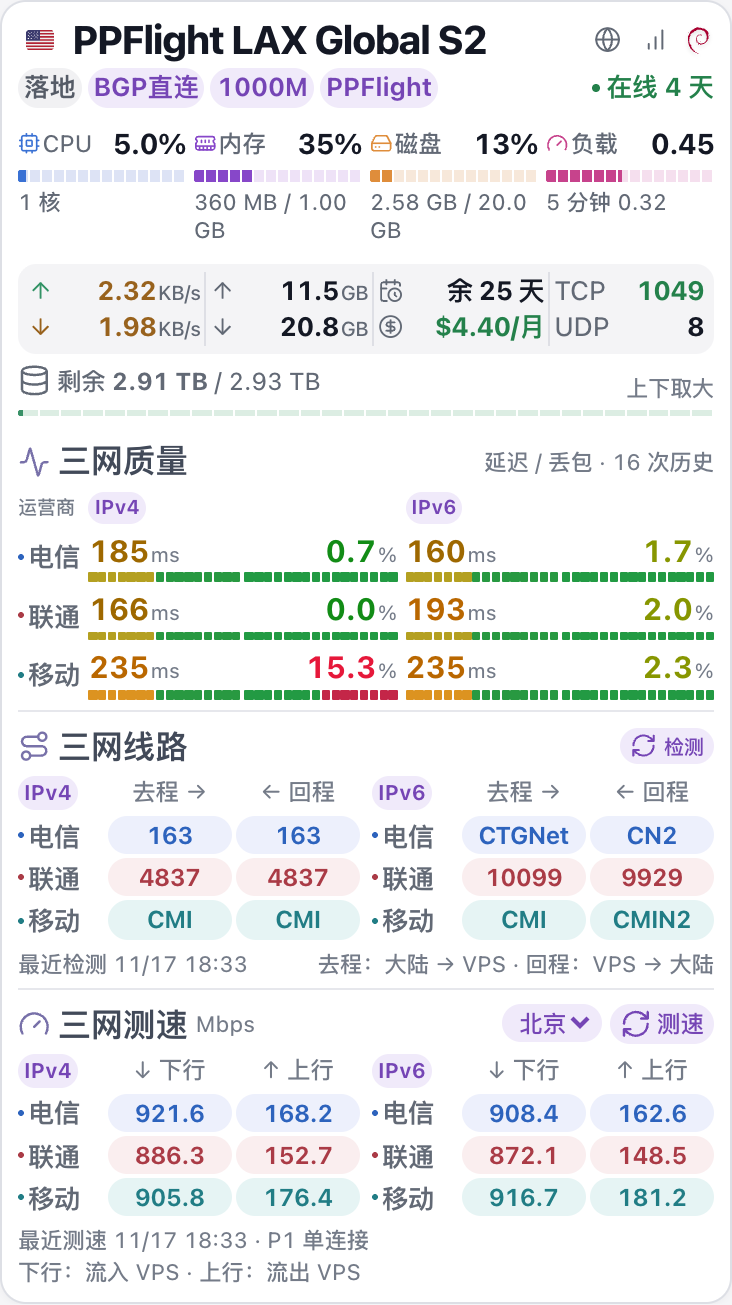 PPFlight LAX Global S2
落地 BGP直连 1000M PPFlight •在线 4 天
CPU 5.0% 内存 35% 磁盘 13% 负载 0.45
1 核 360 MB / 1.00 GB 2.58 GB / 20.0 GB 5 分钟 0.32
↑ 2.32KB/s ↑ 11.5GB 余 25 天 TCP 1049
↓ 1.98KB/s ↓ 20.8GB $4.40/月 UDP 8
剩余 2.91 TB / 2.93 TB 上下取大
三网质量 延迟 / 丢包 · 16 次历史
运营商 IPv4 IPv6
•电信 185ms 0.7% 160ms 1.7%
•联通 166ms 0.0% 193ms 2.0%
•移动 235ms 15.3% 235ms 2.3%
三网线路 检测
IPv4 去程 → ← 回程 IPv6 去程 → ← 回程
•电信 163 163 •电信 CTGNet CN2
•联通 4837 4837 •联通 10099 9929
•移动 CMI CMI •移动 CMI CMIN2
最近检测 11/17 18:33 去程：大陆 → VPS · 回程：VPS → 大陆
三网测速 Mbps 北京 测速
IPv4 ↓ 下行 ↑ 上行 IPv6 ↓ 下行 ↑ 上行
•电信 921.6 168.2 •电信 908.4 162.6
•联通 886.3 152.7 •联通 872.1 148.5
•移动 905.8 176.4 •移动 916.7 181.2
最近测速 11/17 18:33 · P1 单连接
下行：流入 VPS · 上行：流出 VPS